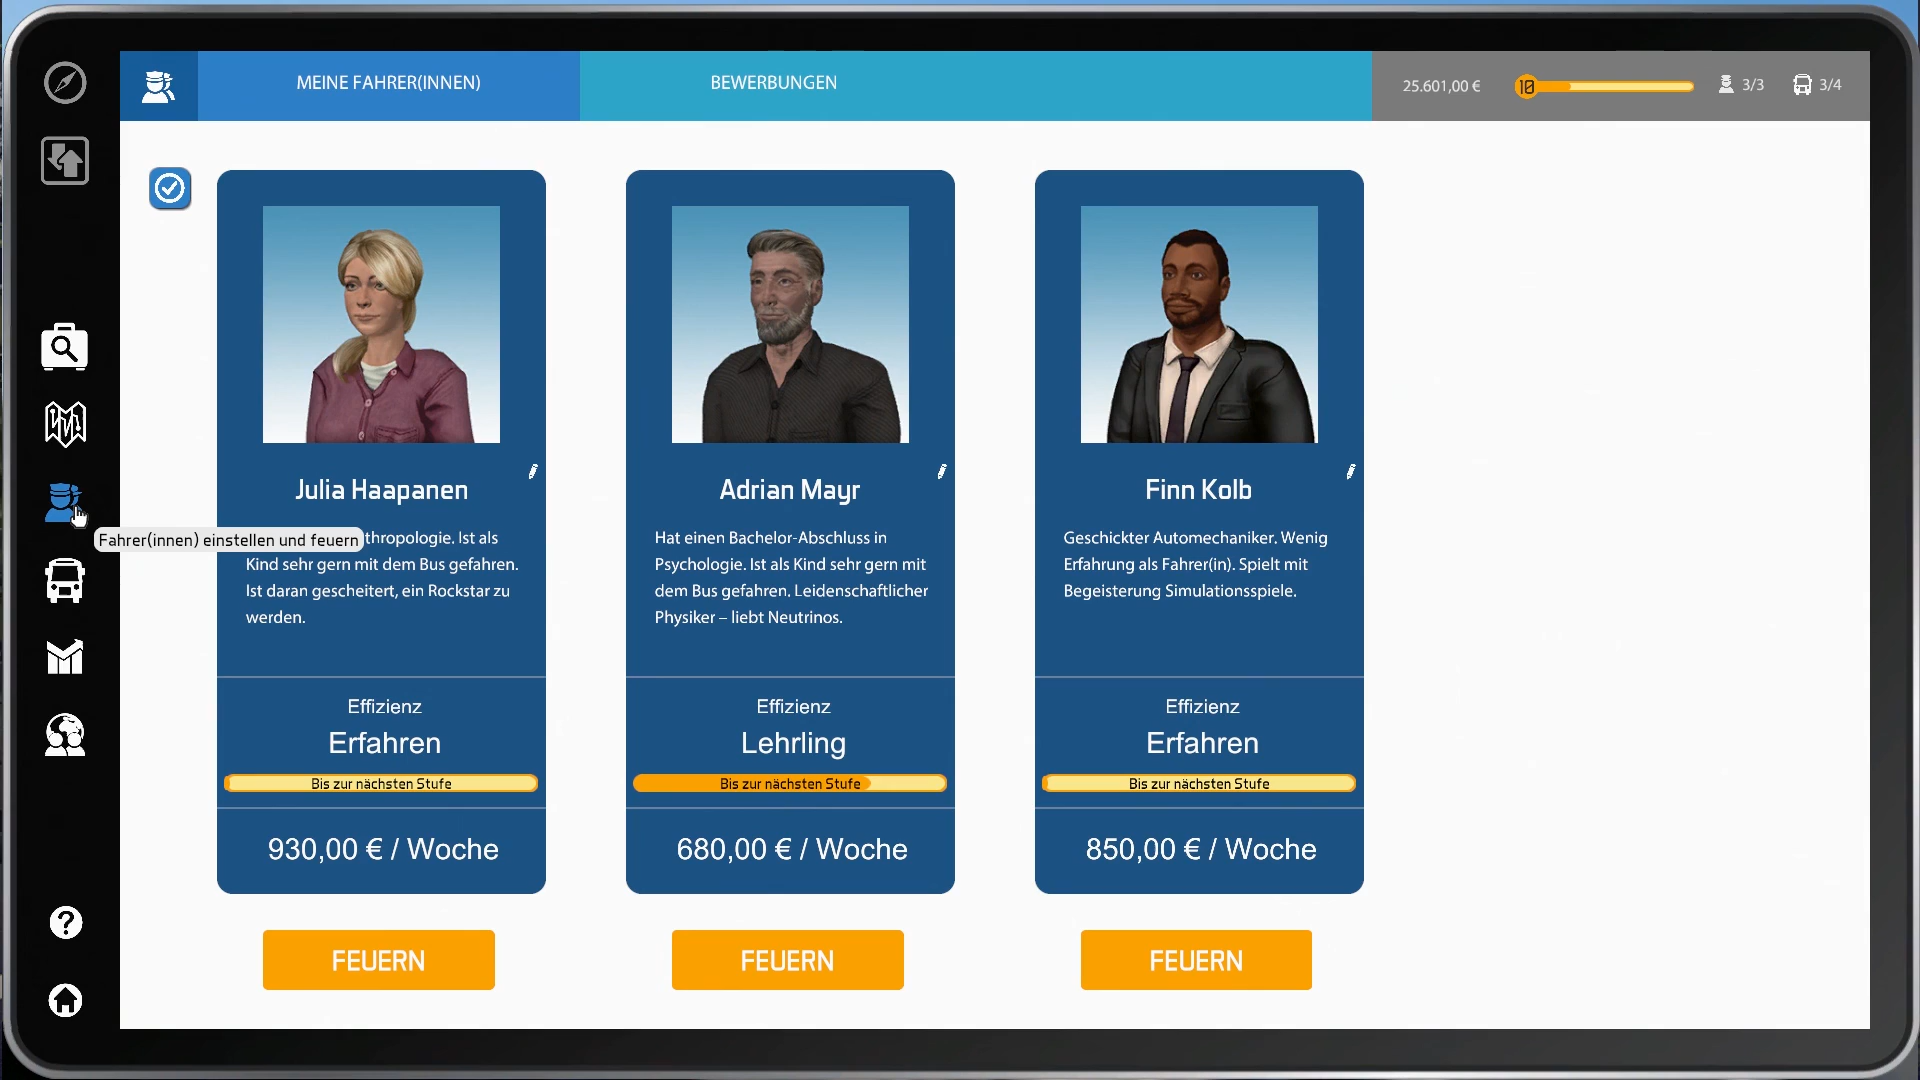 MEINE FAHRER(INNEN)
BEWERBUNGEN
25.601,00 €
10
3/3
3/4
Julia Haapanen
thropologie. Ist als
Kind sehr gern mit dem Bus gefahren.
Ist daran gescheitert, ein Rockstar zu
werden.
Effizienz
Erfahren
Bis zur nächsten Stufe
930,00 € / Woche
FEUERN
Adrian Mayr
Hat einen Bachelor-Abschluss in
Psychologie. Ist als Kind sehr gern mit
dem Bus gefahren. Leidenschaftlicher
Physiker – liebt Neutrinos.
Effizienz
Lehrling
Bis zur nächsten Stufe
680,00 € / Woche
FEUERN
Finn Kolb
Geschickter Automechaniker. Wenig
Erfahrung als Fahrer(in). Spielt mit
Begeisterung Simulationsspiele.
Effizienz
Erfahren
Bis zur nächsten Stufe
850,00 € / Woche
FEUERN
Fahrer(innen) einstellen und feuern
?